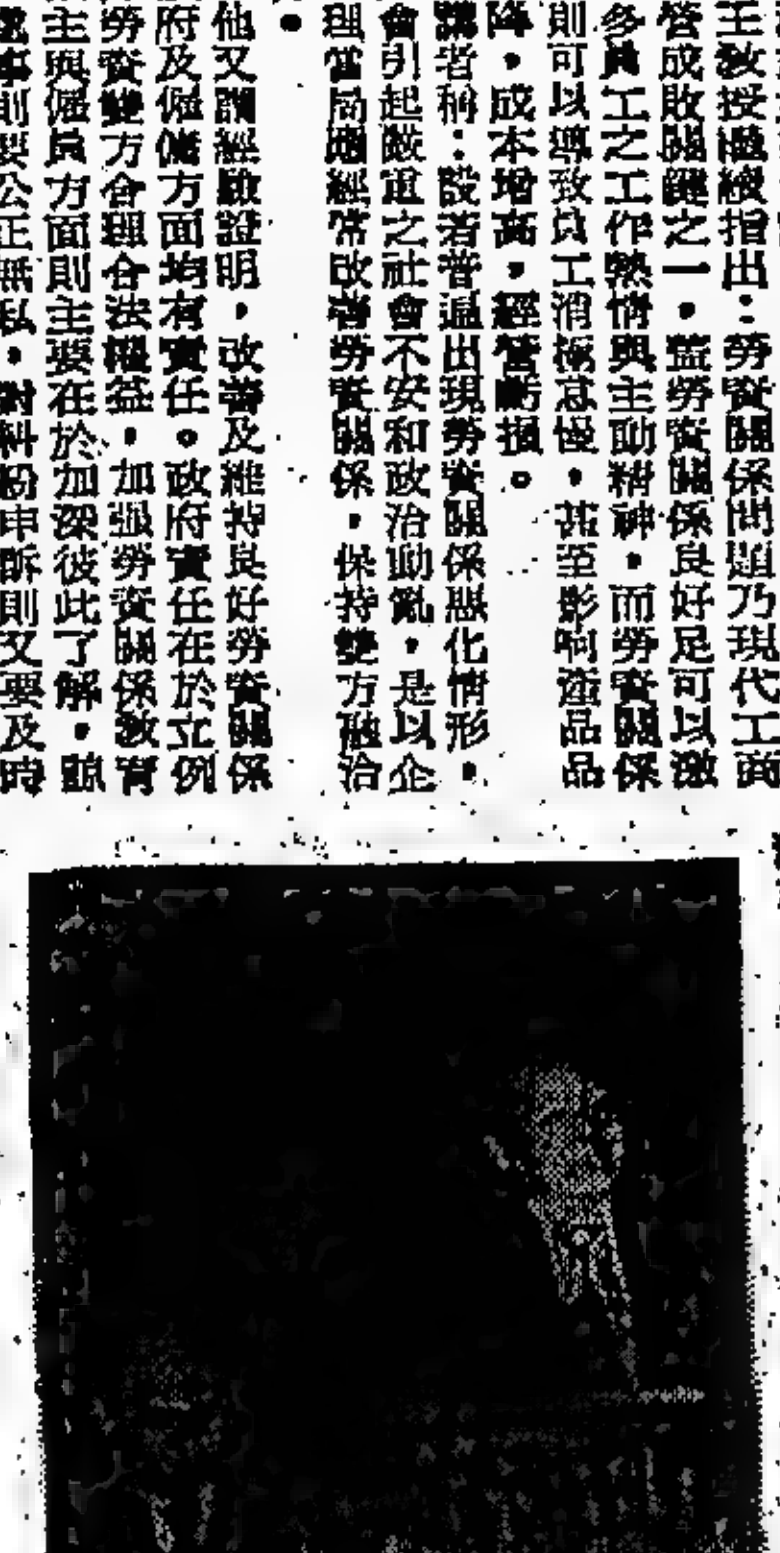 王教授繼續指出：勞資關係問題乃現代工商
管成敗關鍵之一，蓋勞資關係良好足可以激
多員工之工作熱情與主動精神，而勞資關係
則可以導致員工消極怠慢，甚至影响產品品
降，成本增高，經營虧損。
講者稱：設若普遍出現勞資關係惡化情形，
會引起嚴重之社會不安和政治動亂，是以企
理當局應經常改善勞資關係，保持雙方融洽
。
他又謂經驗證明，改善及維持良好勞資關係
府及僱傭方面均有責任。政府責任在於立例
勞資雙方合理合法權益，加强勞資關係教育
主與僱員方面則主要在於加深彼此了解，顧
事則要公正無私，對糾紛申訴則又要及時